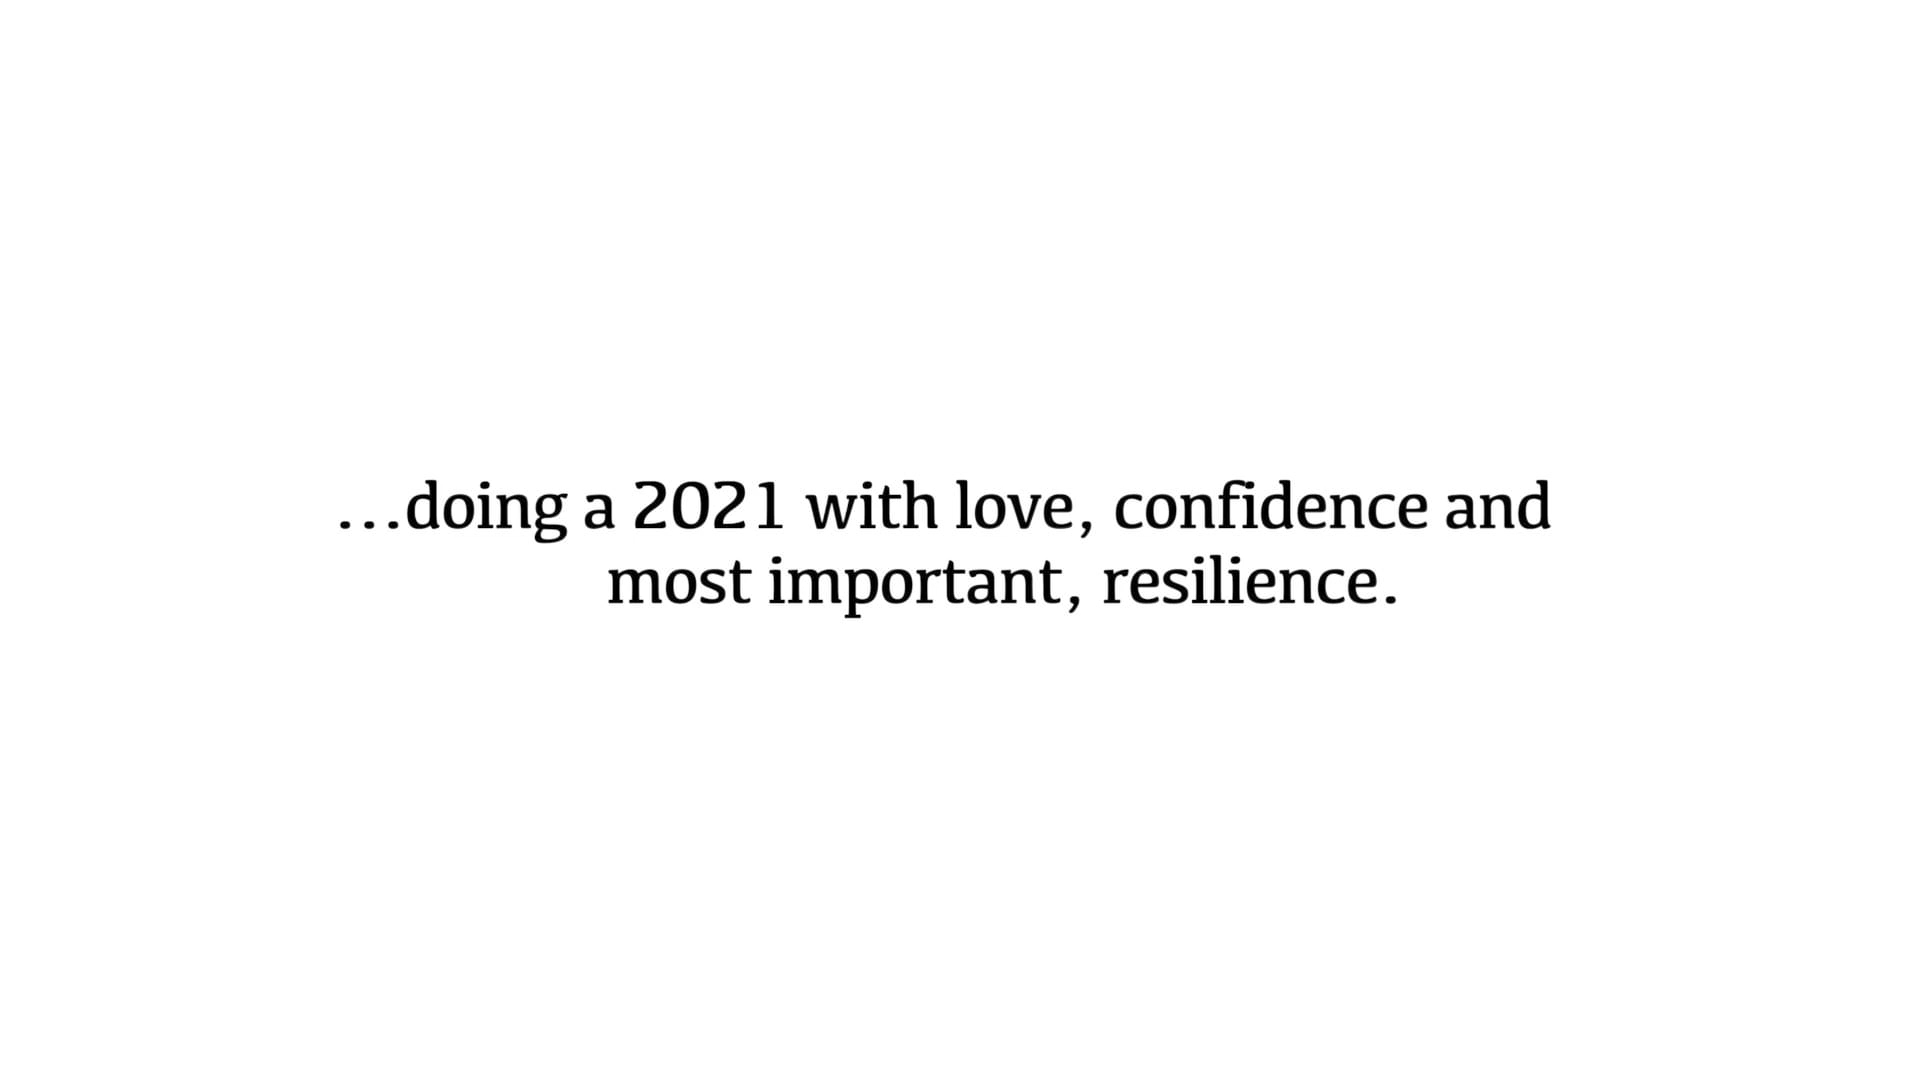 ...doing a 2021 with love, confidence and
most important, resilience.